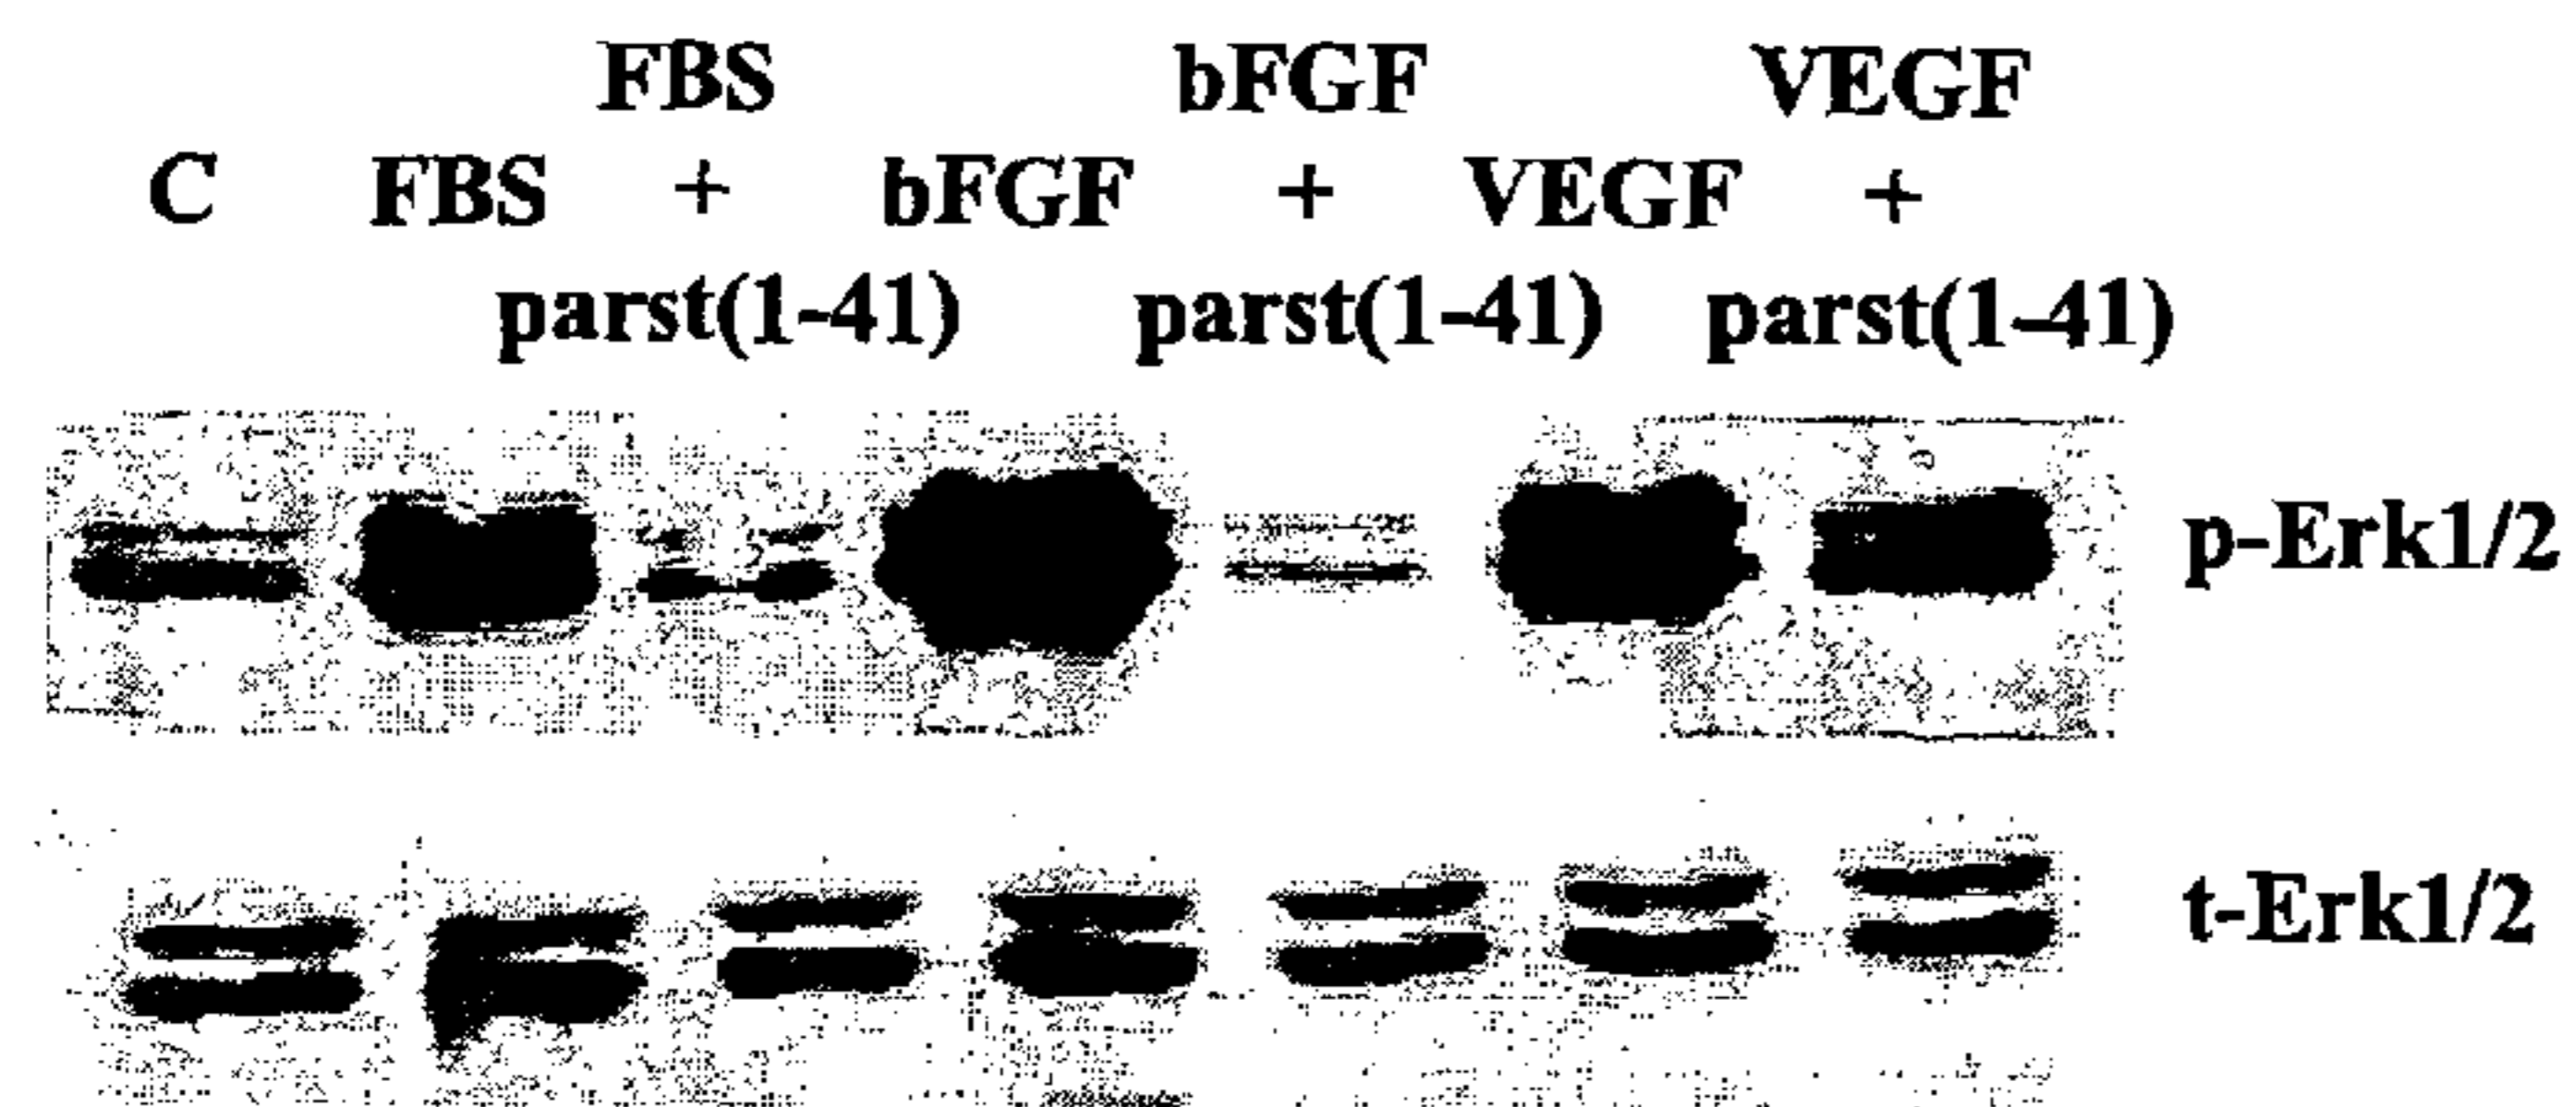 FBS bFGF VEGF
C FBS + bFGF + VEGF +
parst(1-41) parst(1-41) parst(1-41)
p-Erk1/2
t-Erk1/2